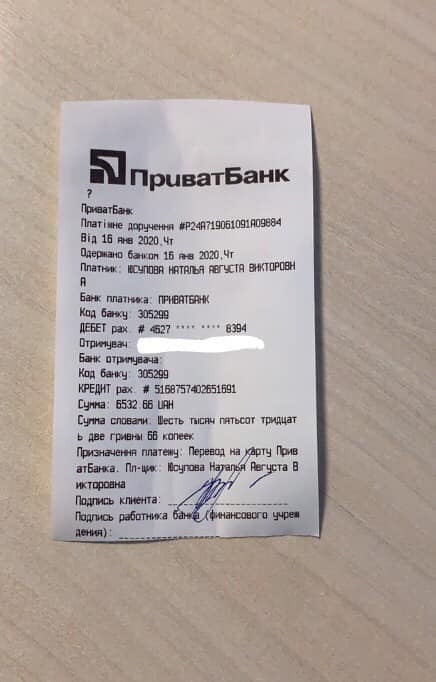 ПриватБанк
?
ПриватБанк
Платіжне доручення #P24A719061091A09884
Від 16 янв 2020,Чт
Одержано банком 16 янв 2020,Чт
Платник: ЮСУПОВА НАТАЛЬЯ АВГУСТА ВИКТОРОВН
А
Банк платника: ПРИВАТБАНК
Код банку: 305299
ДЕБЕТ рах. # 4627 **** **** 8394
Отримувач:
Банк отримувача:
Код банку: 305299
КРЕДИТ рах. # 5168757402651691
Сумма: 6532 66 UAH
Сумма словами: Шесть тысяч пятьсот тридцат
ь две гривны 66 копеек
Призначення платежу: Перевод на карту Прив
атБанка. Пл-щик: Юсупова Наталья Августа В
икторовна
Подпись клиента:
Подпись работника банка (финансового учреж
дения):